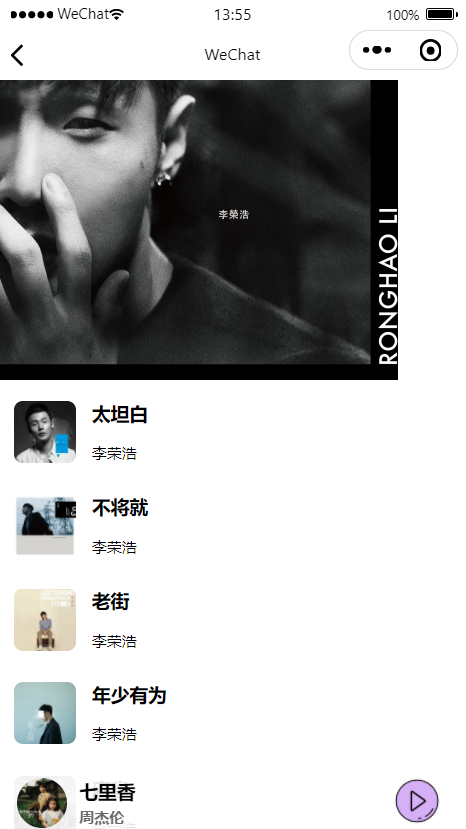 WeChat
13:55
100%
WeChat
李榮浩
RONGHAO LI
太坦白
李荣浩
不将就
李荣浩
老街
李荣浩
年少有为
李荣浩
七里香
周杰伦